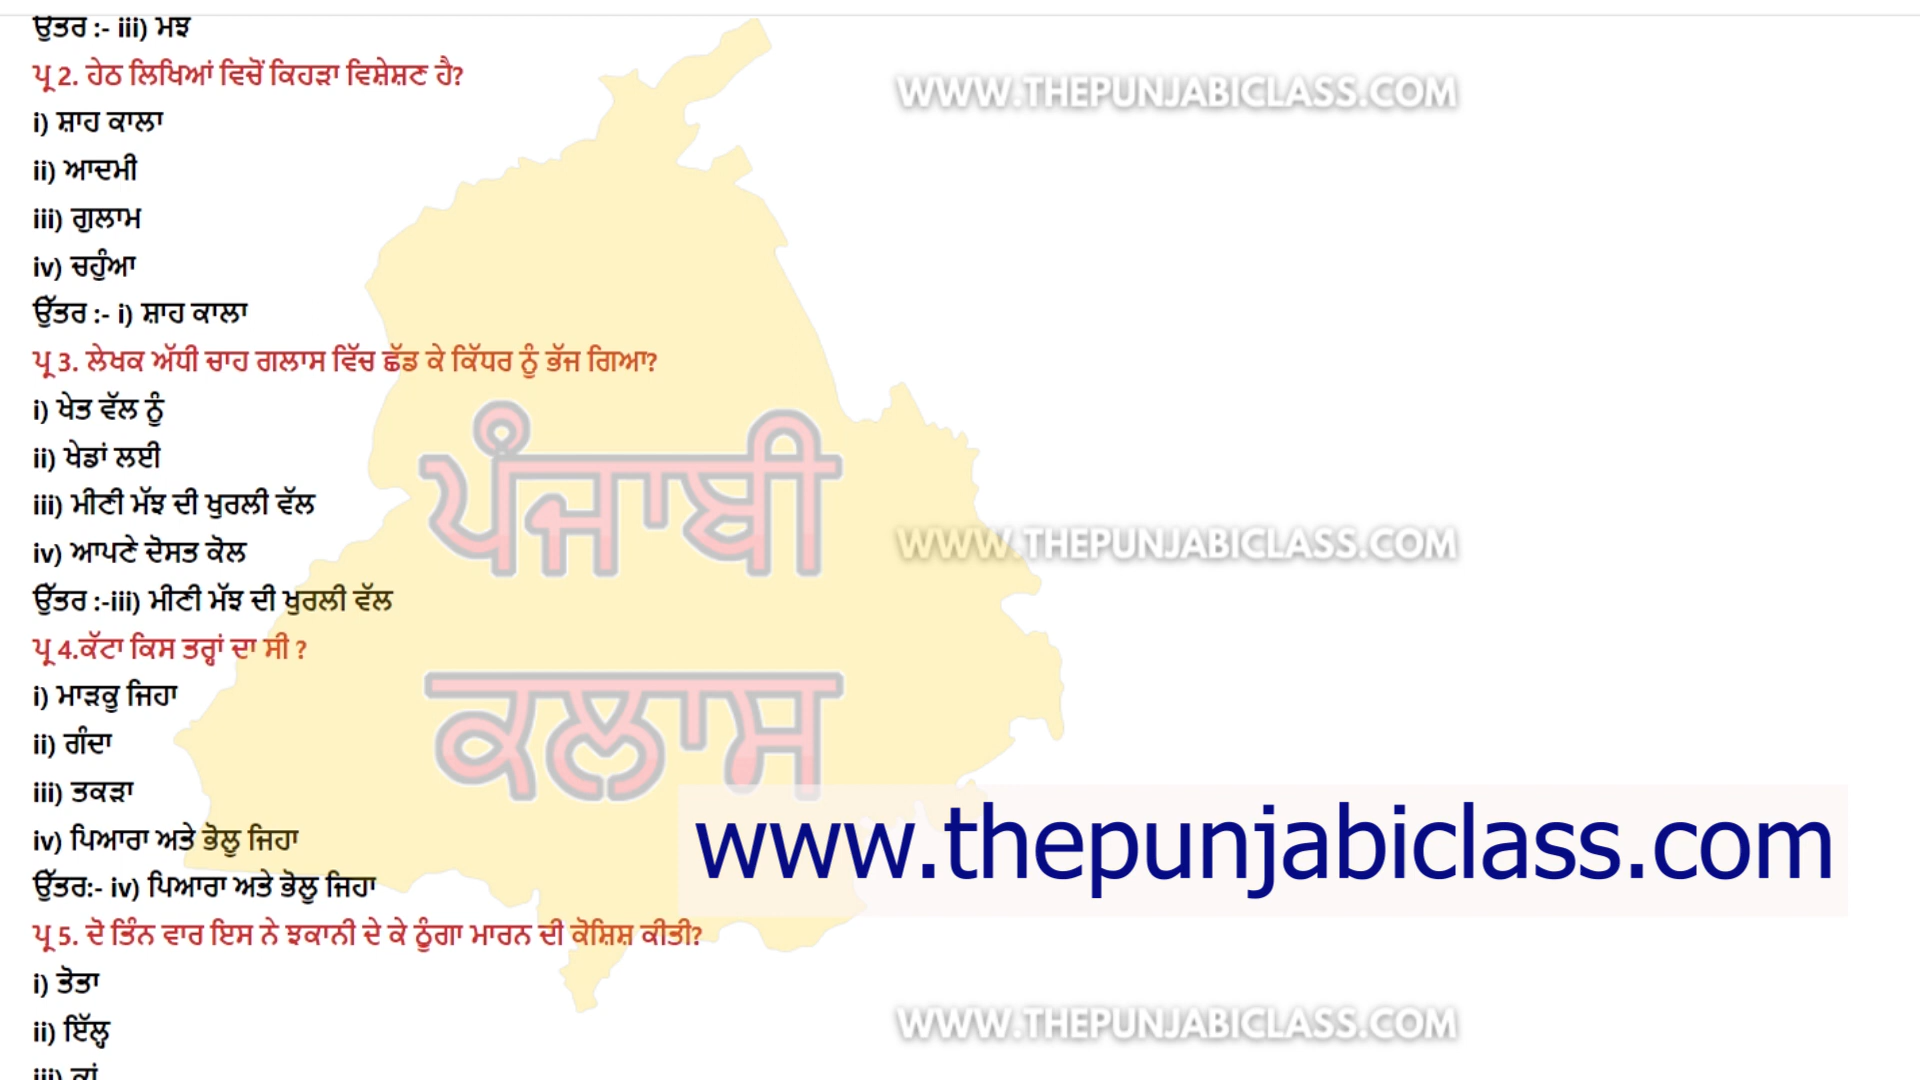 ਉਤਰ :- iii) ਮਝ
ਪ੍ਰ 2. ਹੇਠ ਲਿਖਿਆਂ ਵਿਚੋਂ ਕਿਹੜਾ ਵਿਸ਼ੇਸ਼ਣ ਹੈ?
i) ਸ਼ਾਹ ਕਾਲਾ
ii) ਆਦਮੀ
iii) ਗੁਲਾਮ
iv) ਚਹੁੰਆ
ਉੱਤਰ :- i) ਸ਼ਾਹ ਕਾਲਾ
ਪ੍ਰ 3. ਲੇਖਕ ਅੱਧੀ ਚਾਹ ਗਲਾਸ ਵਿੱਚ ਛੱਡ ਕੇ ਕਿੱਧਰ ਨੂੰ ਭੱਜ ਗਿਆ?
i) ਖੇਤ ਵੱਲ ਨੂੰ
ii) ਖੇਡਾਂ ਲਈ
iii) ਮੀਣੀ ਮੱਝ ਦੀ ਖੁਰਲੀ ਵੱਲ
iv) ਆਪਣੇ ਦੋਸਤ ਕੋਲ
ਉੱਤਰ :-iii) ਮੀਣੀ ਮੱਝ ਦੀ ਖੁਰਲੀ ਵੱਲ
ਪ੍ਰ 4.ਕੱਟਾ ਕਿਸ ਤਰ੍ਹਾਂ ਦਾ ਸੀ ?
i) ਮਾੜਕੂ ਜਿਹਾ
ii) ਗੰਦਾ
iii) ਤਕੜਾ
iv) ਪਿਆਰਾ ਅਤੇ ਭੋਲੂ ਜਿਹਾ
ਉੱਤਰ:- iv) ਪਿਆਰਾ ਅਤੇ ਭੋਲੂ ਜਿਹਾ
ਪ੍ਰ 5. ਦੋ ਤਿੰਨ ਵਾਰ ਇਸ ਨੇ ਝਕਾਨੀ ਦੇ ਕੇ ਠੂੰਗਾ ਮਾਰਨ ਦੀ ਕੋਸ਼ਿਸ਼ ਕੀਤੀ?
i) ਤੋਤਾ
ii) ਇੱਲ੍ਹ
iii) ਕਾਂ
ਪੰਜਾਬੀ
ਕਲਾਸ
WWW.THEPUNJABICLASS.COM
WWW.THEPUNJABICLASS.COM
www.thepunjabiclass.com
WWW.THEPUNJABICLASS.COM